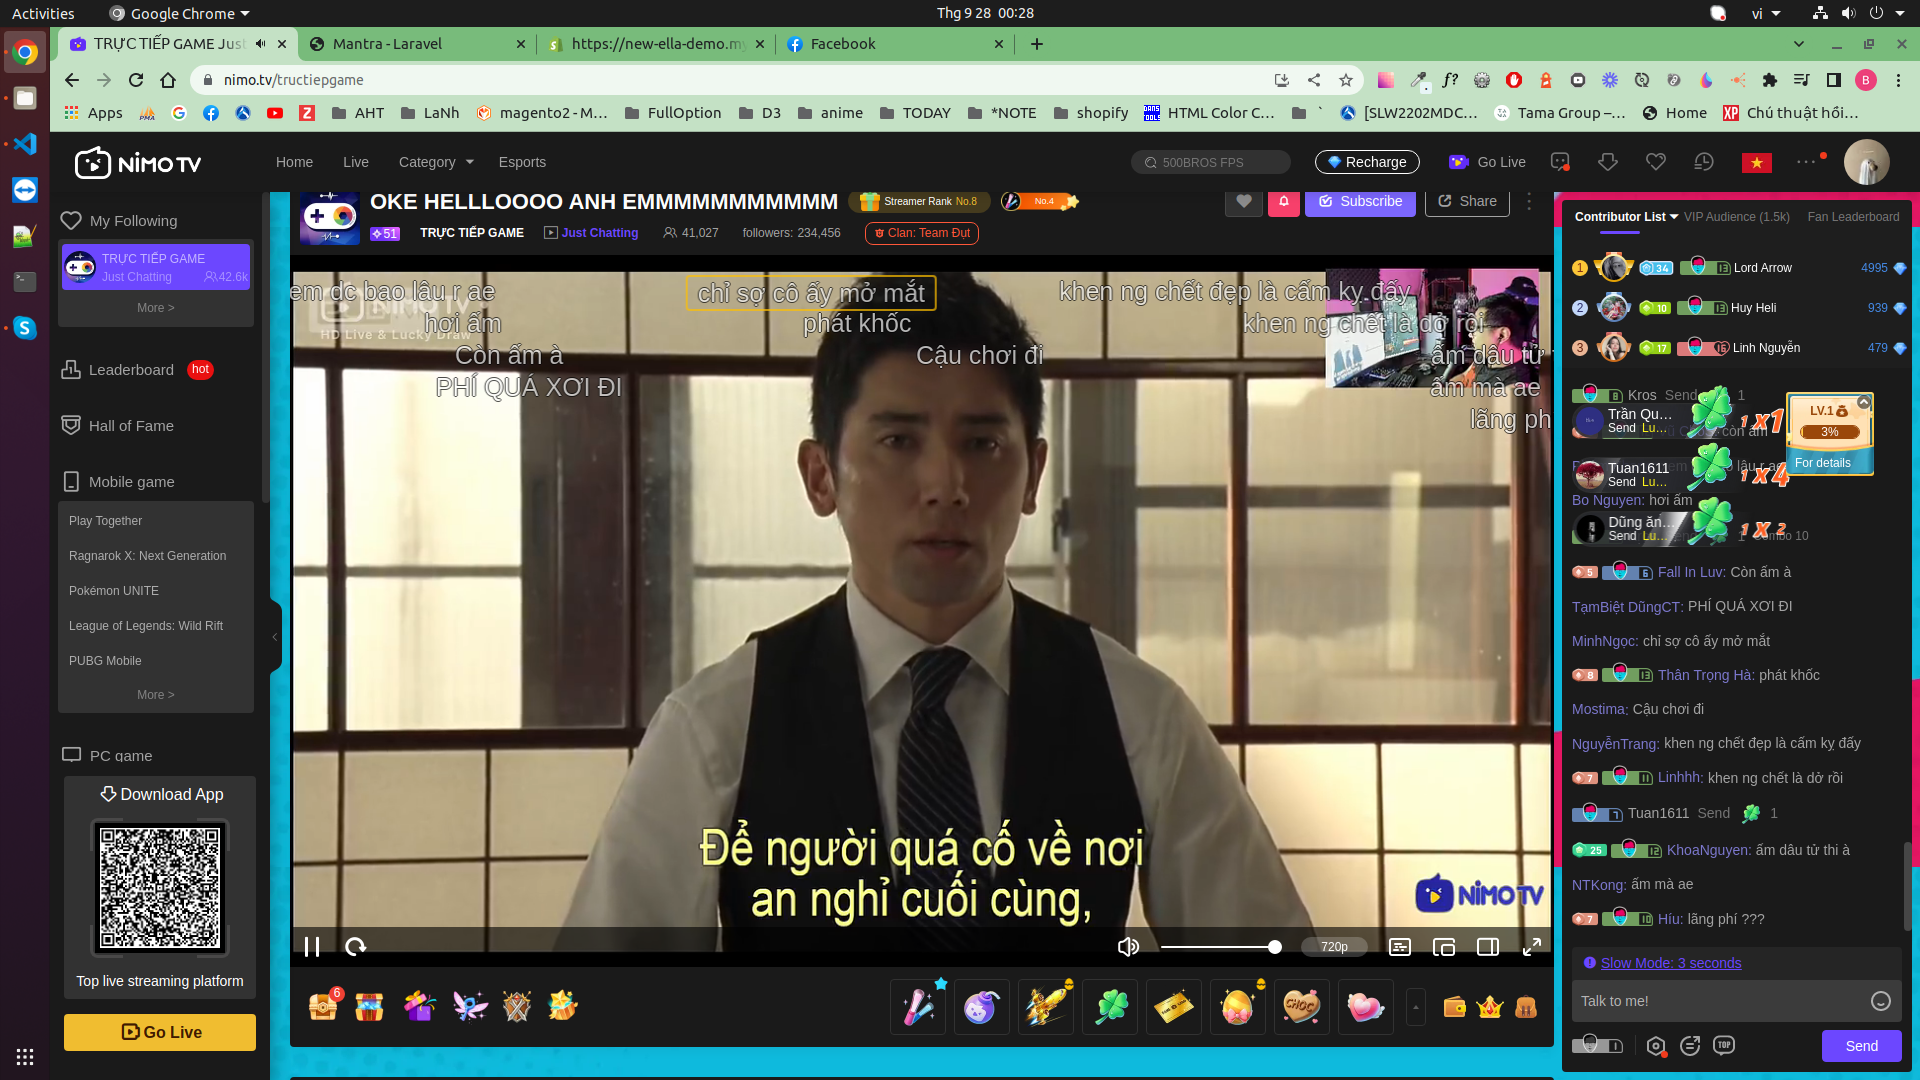 Activities
Google Chrome
Thg 9 28 00:28
vi
TRỰC TIẾP GAME Just
Mantra - Laravel
https://new-ella-demo.my
Facebook
nimo.tv/tructiepgame
Apps
AHT
LaNh
magento2 - M…
FullOption
D3
anime
TODAY
*NOTE
shopify
HTML Color C…
`
[SLW2202MDC…
Tama Group –…
Home
Chú thuật hồi…
NIMO TV
Home
Live
Category
Esports
500BROS FPS
Recharge
Go Live
My Following
TRỰC TIẾP GAME
Just Chatting
42.6k
More >
Leaderboard
hot
Hall of Fame
Mobile game
Play Together
Ragnarok X: Next Generation
Pokémon UNITE
League of Legends: Wild Rift
PUBG Mobile
More >
PC game
Download App
Top live streaming platform
Go Live
OKE HELLLOOOO ANH EMMMMMMMMMMM
Streamer Rank No.8
No.4
Subscribe
Share
51
TRỰC TIẾP GAME
Just Chatting
41,027
followers: 234,456
Clan: Team Đụt
em dc bao lâu r ae
chỉ sợ cô ấy mở mắt
khen ng chết đẹp là cấm kỵ đấy
HD Live & Lucky Draw
hơi ấm
phát khốc
khen ng chết là dở rồi
Còn ấm à
Cậu chơi đi
ấm dâu tử
PHÍ QUÁ XƠI ĐI
ấm mà ae
lãng ph
Để người quá cố về nơi
an nghỉ cuối cùng,
NIMO TV
720p
6
Contributor List
VIP Audience (1.5k)
Fan Leaderboard
1
34
13
Lord Arrow
4995
2
10
13
Huy Heli
939
3
17
16
Linh Nguyễn
479
8
Kros
Send
1
Trần Qu…
Send Lu…
1 x1
còn ấm
LV.1
3%
For details
Tuan1611
Send Lu…
1 x 4
Bo Nguyen: hơi ấm
Dũng ăn…
Send Lu…
1 x 2
Combo 10
5
6
Fall In Luv: Còn ấm à
TạmBiệt DũngCT: PHÍ QUÁ XƠI ĐI
MinhNgọc: chỉ sợ cô ấy mở mắt
8
13
Thân Trọng Hà: phát khốc
Mostima: Cậu chơi đi
NguyễnTrang: khen ng chết đẹp là cấm kỵ đấy
7
11
Linhhh: khen ng chết là dở rồi
7
Tuan1611 Send
1
25
12
KhoaNguyen: ấm dâu tử thi à
NTKong: ấm mà ae
7
10
Híu: lãng phí ???
Slow Mode: 3 seconds
Talk to me!
1
TOP
Send